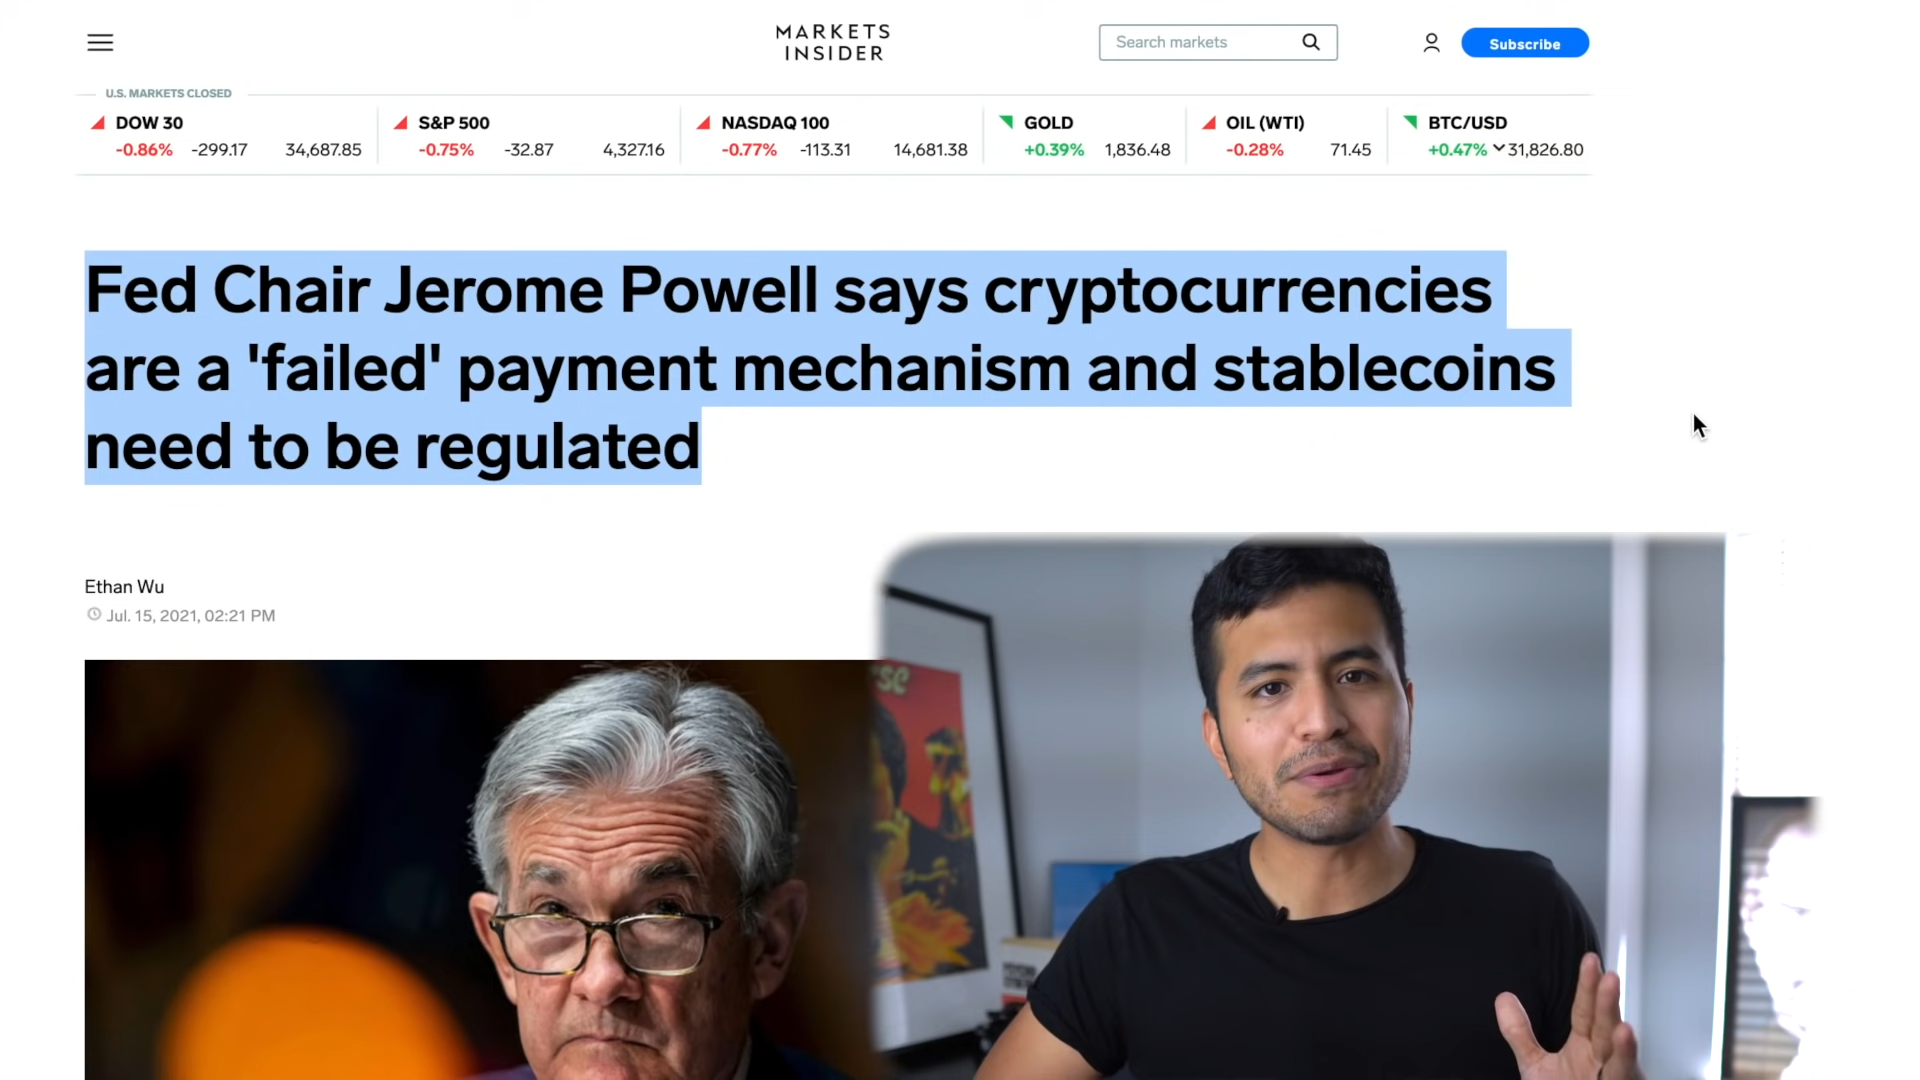 MARKETS
INSIDER
Search markets
Subscribe
U.S. MARKETS CLOSED
DOW 30
-0.86% -299.17 34,687.85
S&P 500
-0.75% -32.87 4,327.16
NASDAQ 100
-0.77% -113.31 14,681.38
GOLD
+0.39% 1,836.48
OIL (WTI)
-0.28% 71.45
BTC/USD
+0.47% 31,826.80
Fed Chair Jerome Powell says cryptocurrencies
are a 'failed' payment mechanism and stablecoins
need to be regulated
Ethan Wu
Jul. 15, 2021, 02:21 PM